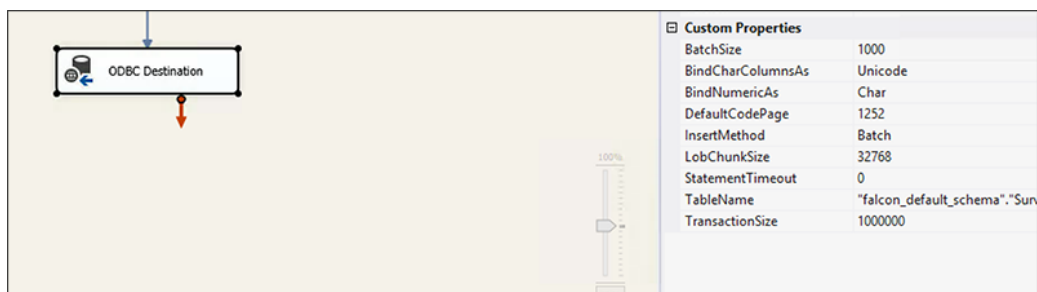 ODBC Destination
100%
Custom Properties
BatchSize 1000
BindCharColumnsAs Unicode
BindNumericAs Char
DefaultCodePage 1252
InsertMethod Batch
LobChunkSize 32768
StatementTimeout 0
TableName "falcon_default_schema"."Surv
TransactionSize 1000000